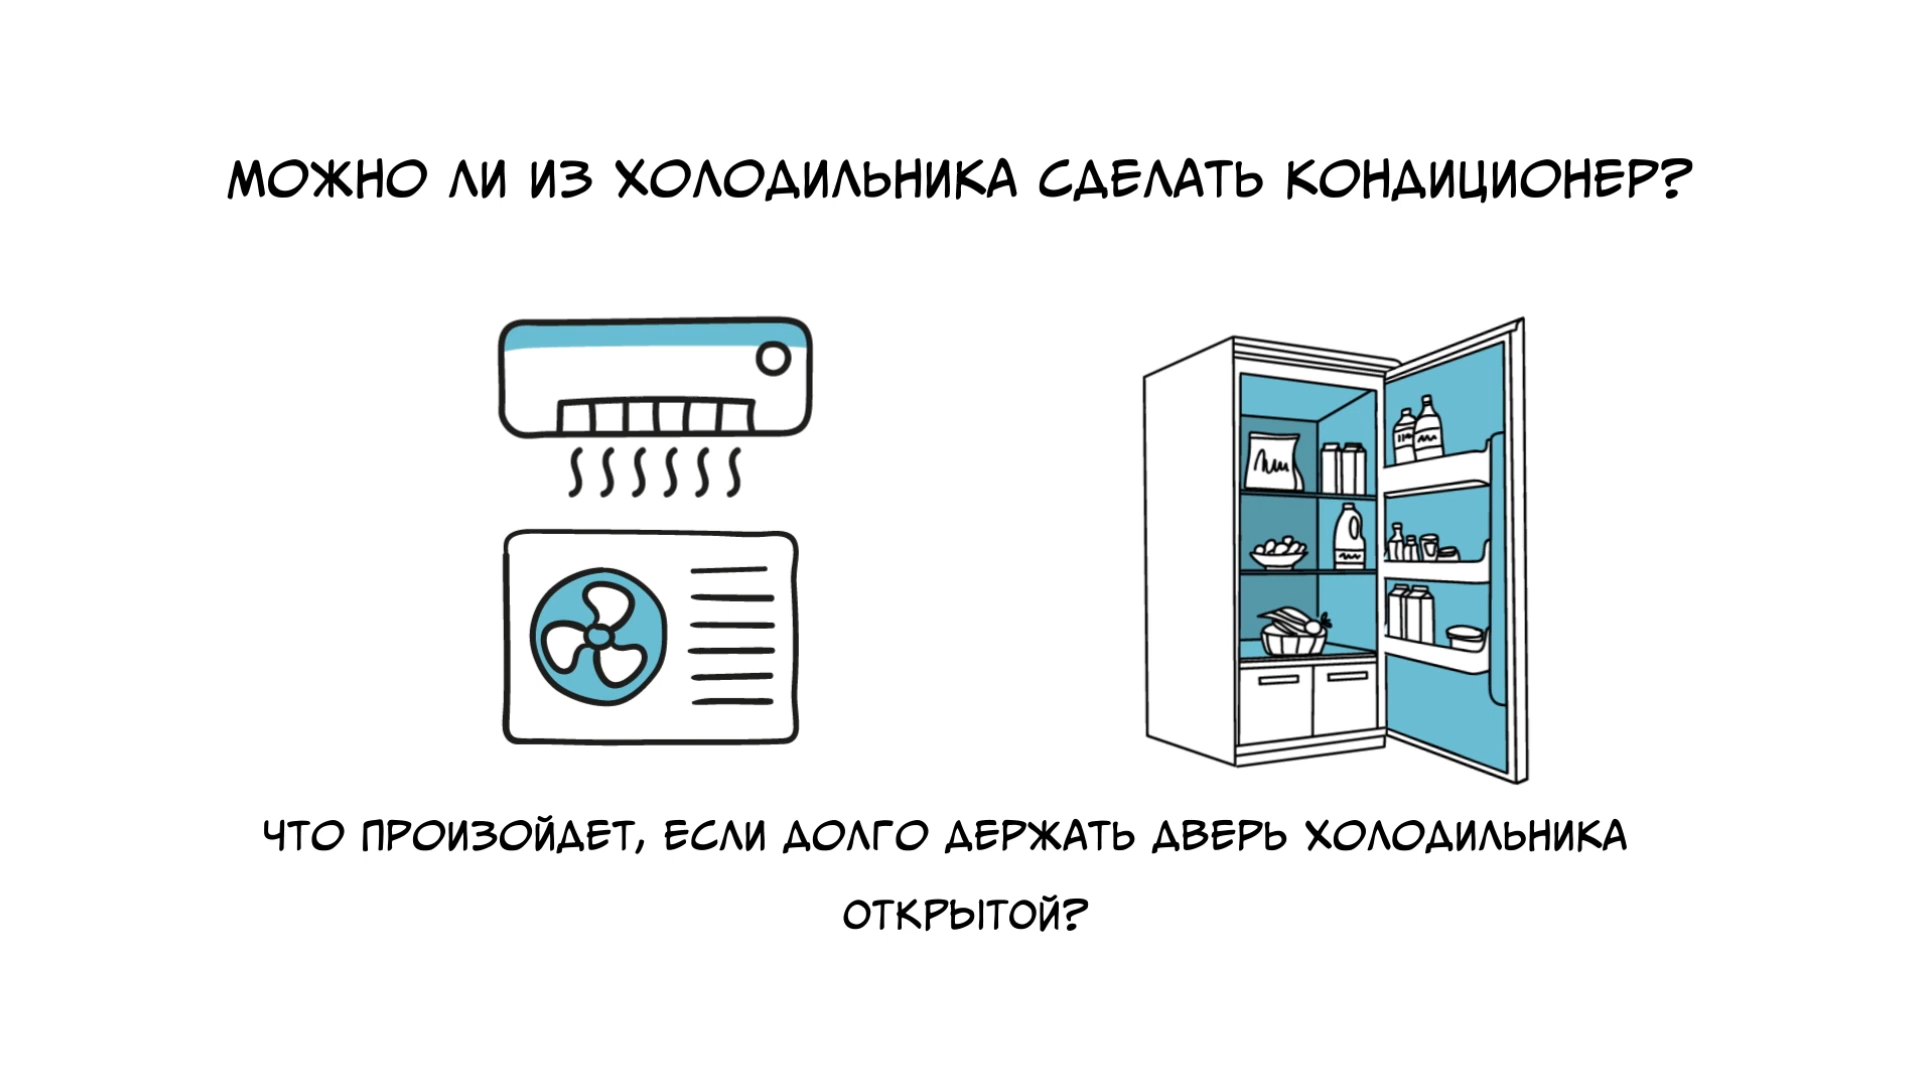 МОЖНО ЛИ ИЗ ХОЛОДИЛЬНИКА СДЕЛАТЬ КОНДИЦИОНЕР?
ЧТО ПРОИЗОЙДЕТ, ЕСЛИ ДОЛГО ДЕРЖАТЬ ДВЕРЬ ХОЛОДИЛЬНИКА
ОТКРЫТОЙ?